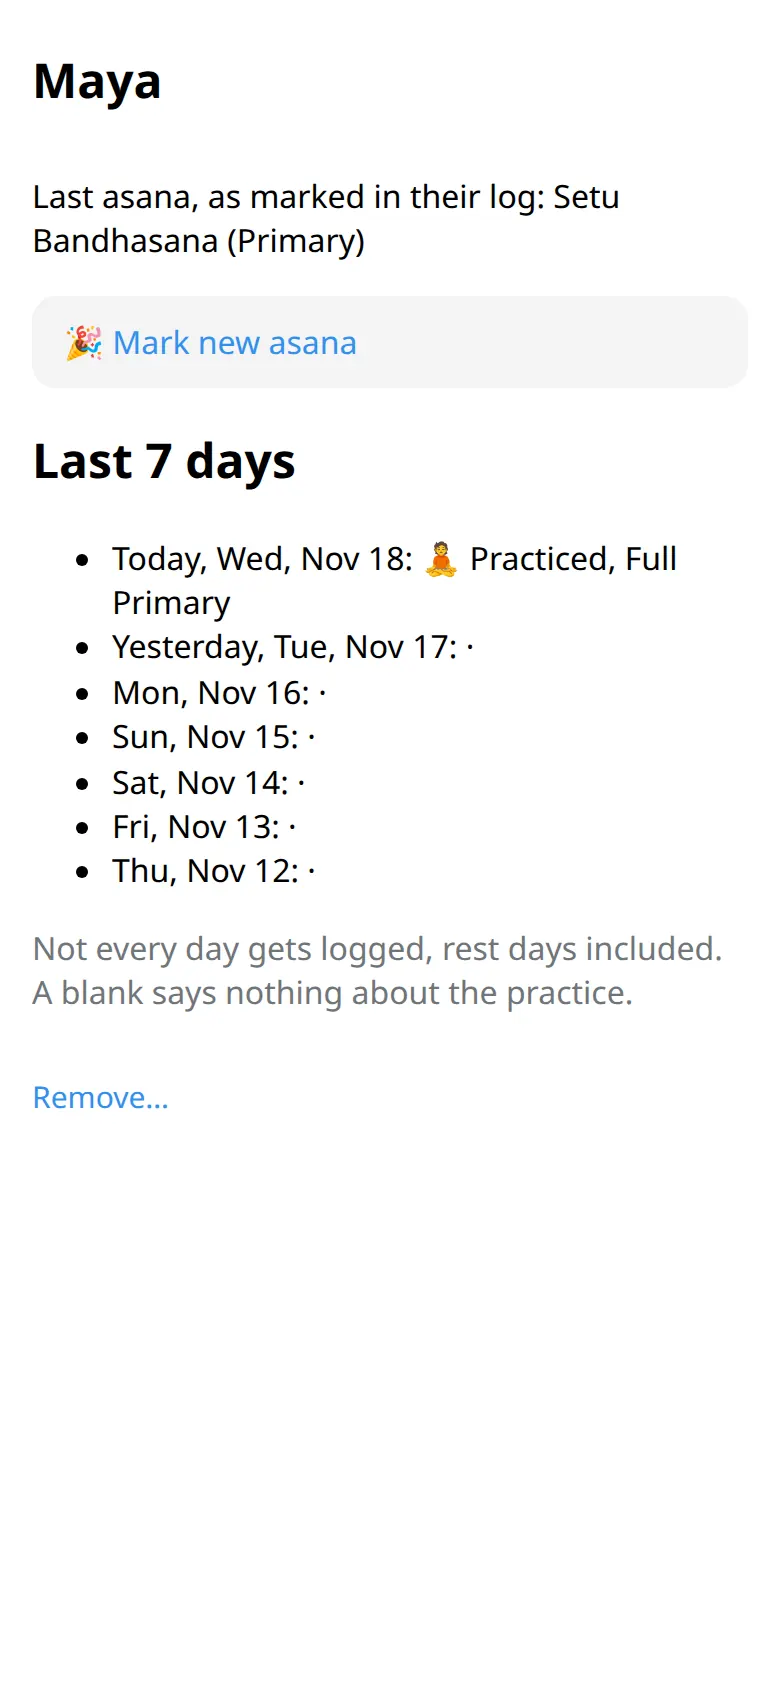 Maya
Last asana, as marked in their log: Setu
Bandhasana (Primary)
🎉 Mark new asana
Last 7 days
• Today, Wed, Nov 18: 🧘 Practiced, Full
Primary
• Yesterday, Tue, Nov 17: ·
• Mon, Nov 16: ·
• Sun, Nov 15: ·
• Sat, Nov 14: ·
• Fri, Nov 13: ·
• Thu, Nov 12: ·
Not every day gets logged, rest days included.
A blank says nothing about the practice.
Remove...